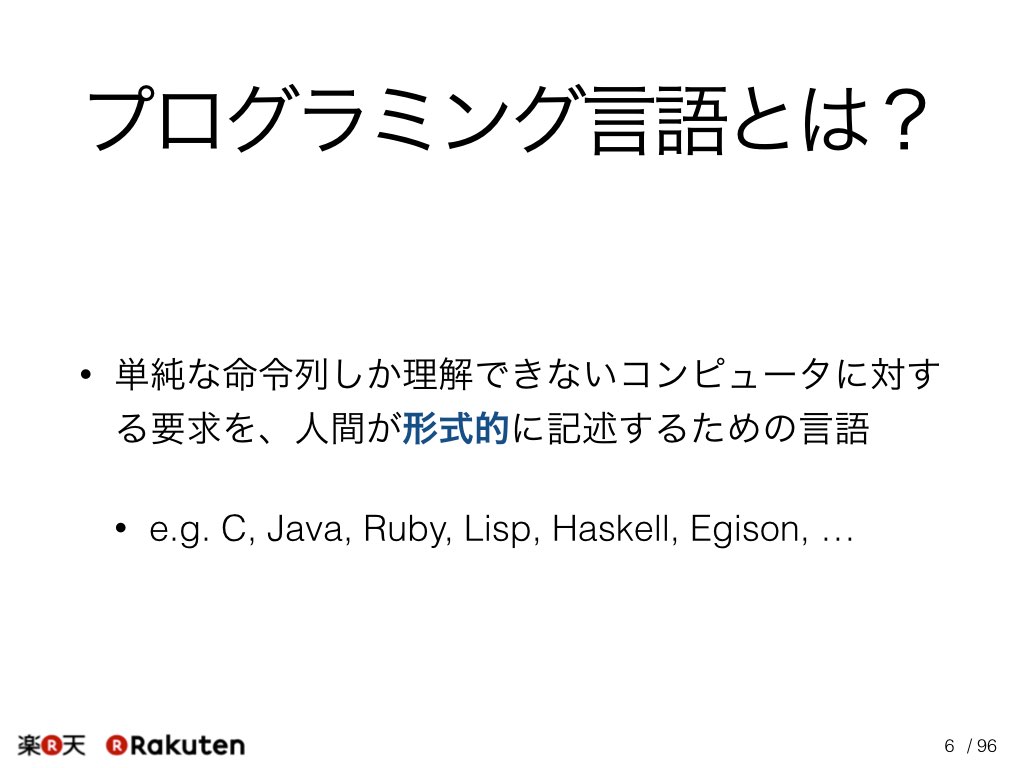 プログラミング言語とは？
• 単純な命令列しか理解できないコンピュータに対す
る要求を、人間が形式的に記述するための言語
• e.g. C, Java, Ruby, Lisp, Haskell, Egison, …
楽R天 R Rakuten 6 / 96